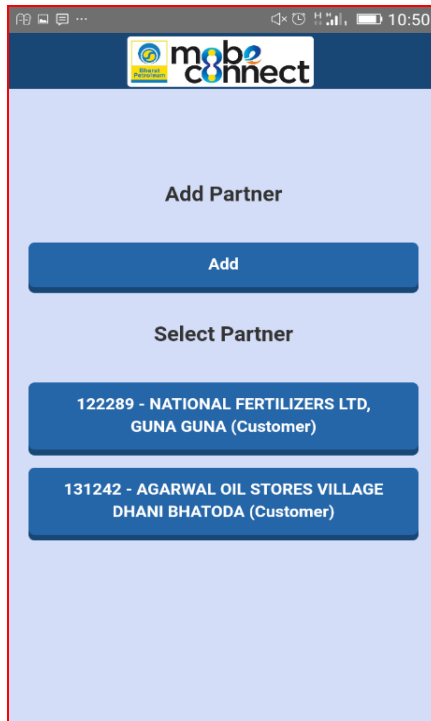 10:50
Bharat
Petroleum
mobe
connect
Add Partner
Add
Select Partner
122289 - NATIONAL FERTILIZERS LTD,
GUNA GUNA (Customer)
131242 - AGARWAL OIL STORES VILLAGE
DHANI BHATODA (Customer)